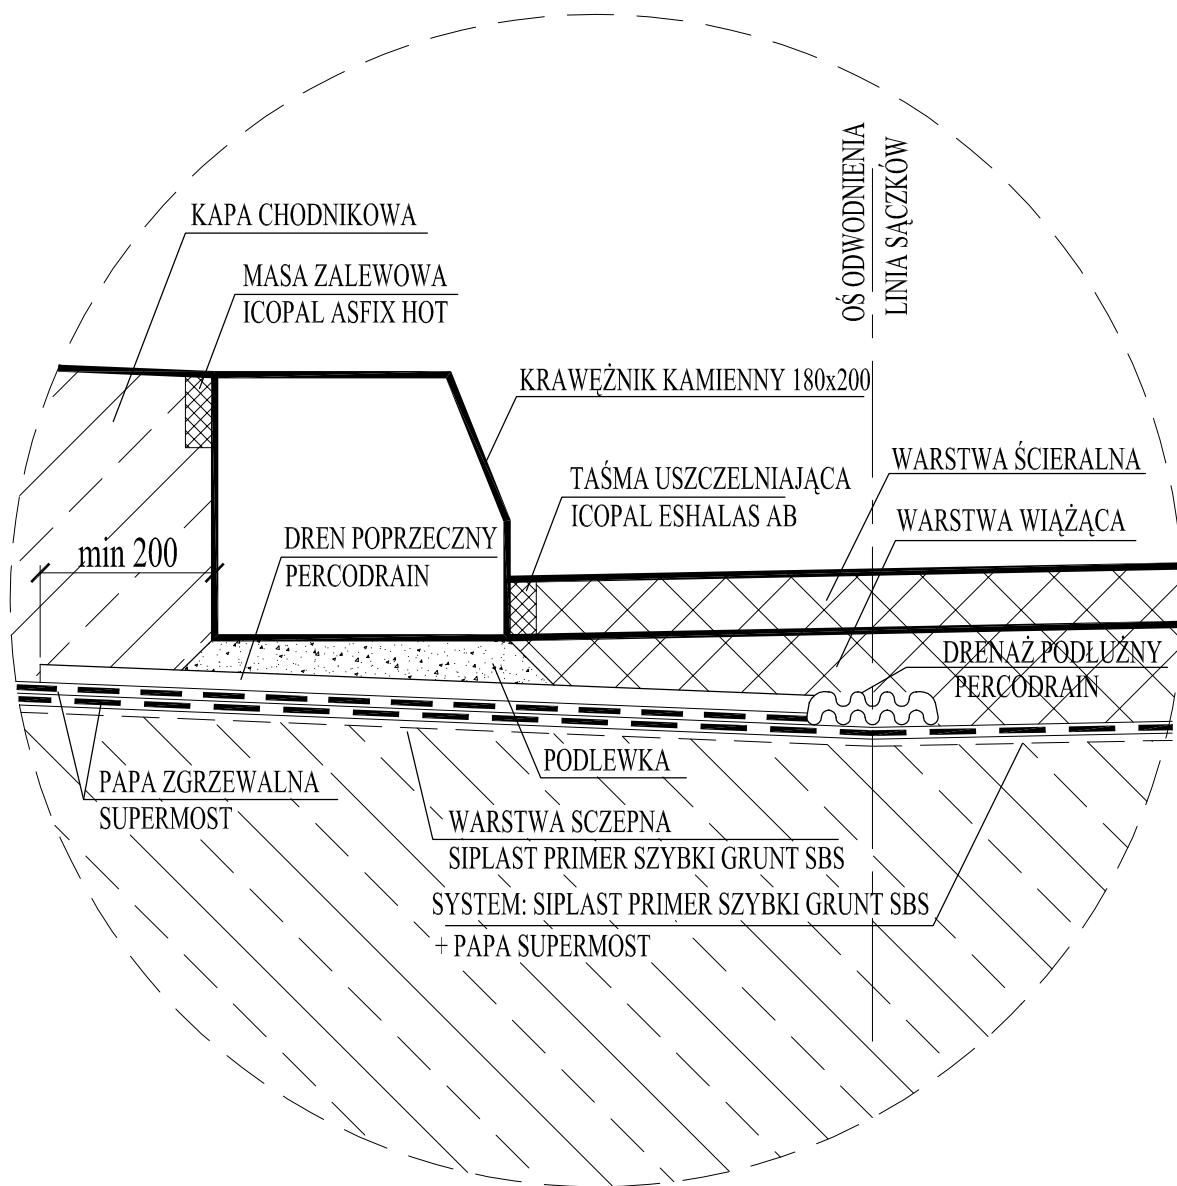 OŚ ODWODNIENIA
LINIA SĄCZKÓW
KAPA CHODNIKOWA
MASA ZALEWOWA
ICOPAL ASFIX HOT
KRAWĘŻNIK KAMIENNY 180x200
TAŚMA USZCZELNIAJĄCA
ICOPAL ESHALAS AB
WARSTWA ŚCIERALNA
WARSTWA WIĄŻĄCA
DREN POPRZECZNY
PERCODRAIN
min 200
DRENAŻ PODŁUŻNY
PERCODRAIN
PODLEWKA
PAPA ZGRZEWALNA
SUPERMOST
WARSTWA SCZEPNA
SIPLAST PRIMER SZYBKI GRUNT SBS
SYSTEM: SIPLAST PRIMER SZYBKI GRUNT SBS
+ PAPA SUPERMOST